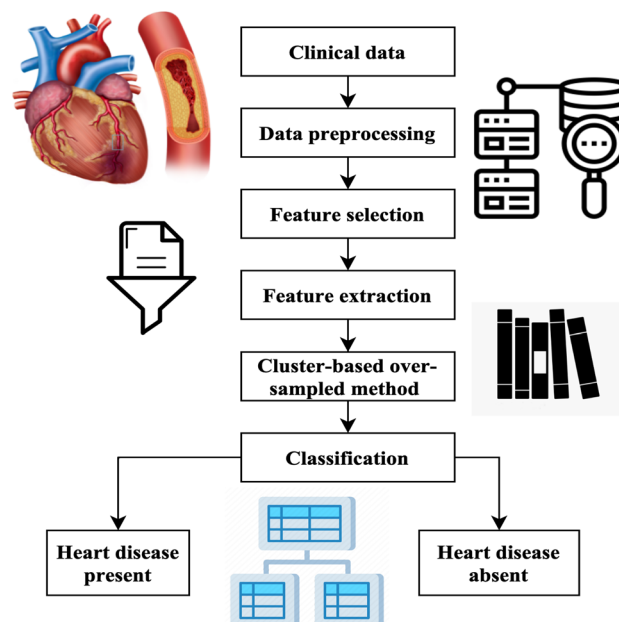 Clinical data
Data preprocessing
Feature selection
Feature extraction
Cluster-based over-
sampled method
Classification
Heart disease
present
Heart disease
absent